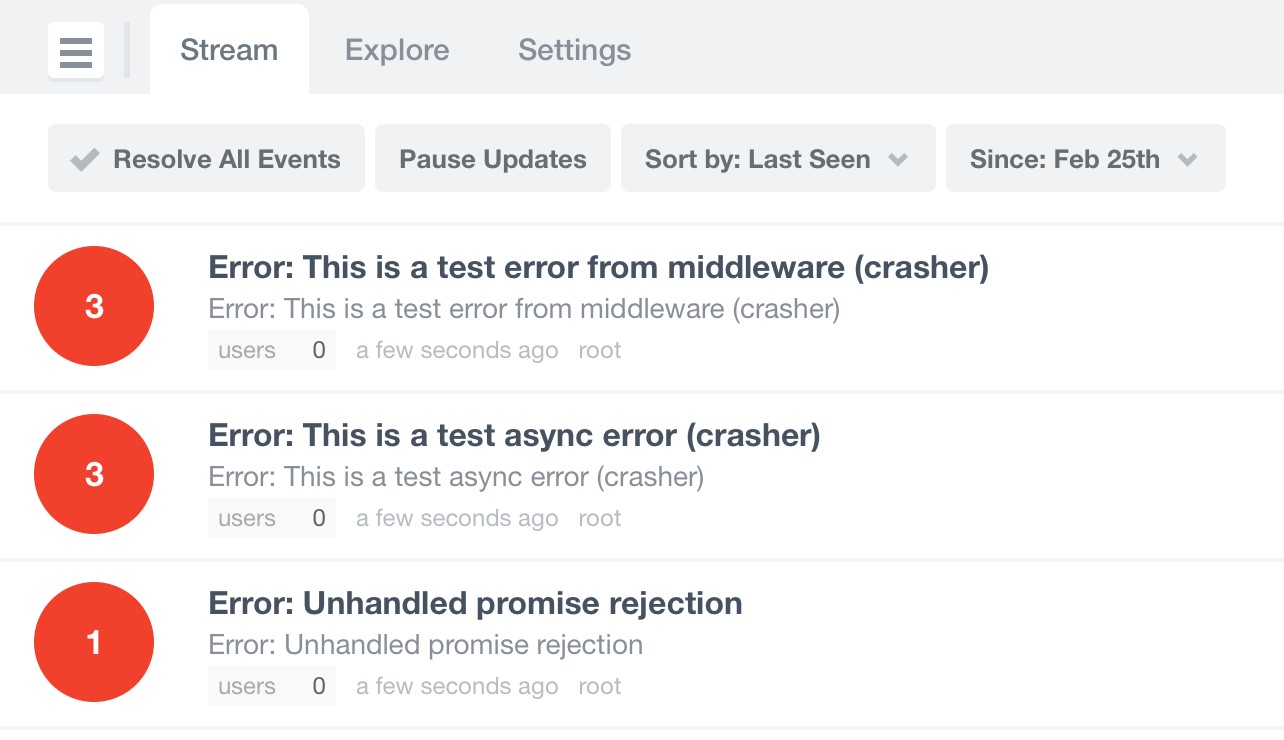 Stream Explore Settings
Resolve All Events Pause Updates Sort by: Last Seen Since: Feb 25th
3
Error: This is a test error from middleware (crasher)
Error: This is a test error from middleware (crasher)
users 0 a few seconds ago root
3
Error: This is a test async error (crasher)
Error: This is a test async error (crasher)
users 0 a few seconds ago root
1
Error: Unhandled promise rejection
Error: Unhandled promise rejection
users 0 a few seconds ago root